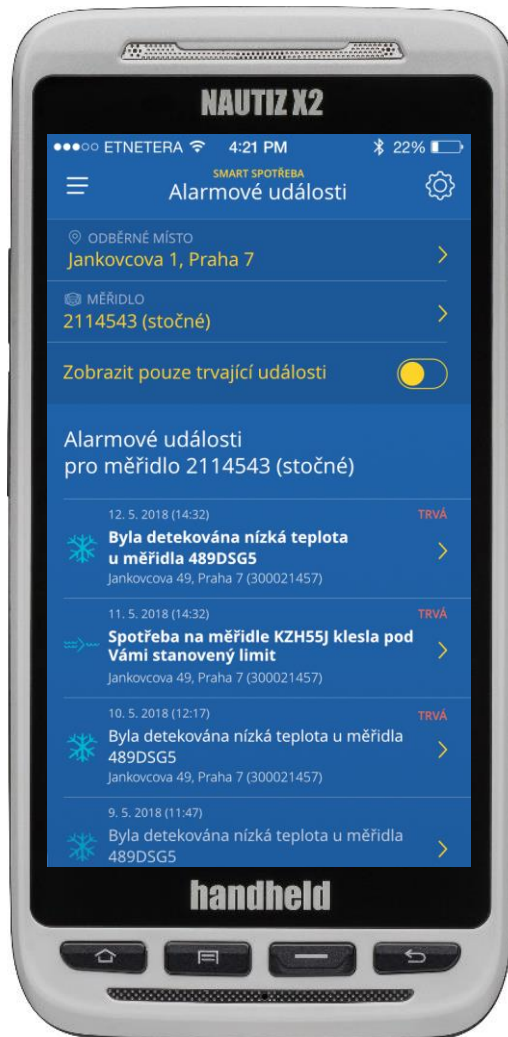 NAUTIZ X2
ETNETERA 4:21 PM 22%
SMART SPOTŘEBA
Alarmové události
ODBĚRNÉ MÍSTO
Jankovcova 1, Praha 7
MĚŘIDLO
2114543 (stočné)
Zobrazit pouze trvající události
Alarmové události
pro měřidlo 2114543 (stočné)
12. 5. 2018 (14:32) TRVÁ
Byla detekována nízká teplota
u měřidla 489DSG5
Jankovcova 49, Praha 7 (300021457)
11. 5. 2018 (14:32) TRVÁ
Spotřeba na měřidle KZH55J klesla pod
Vámi stanovený limit
Jankovcova 49, Praha 7 (300021457)
10. 5. 2018 (12:17) TRVÁ
Byla detekována nízká teplota u měřidla
489DSG5
Jankovcova 49, Praha 7 (300021457)
9. 5. 2018 (11:47)
Byla detekována nízká teplota u měřidla
489DSG5
handheld